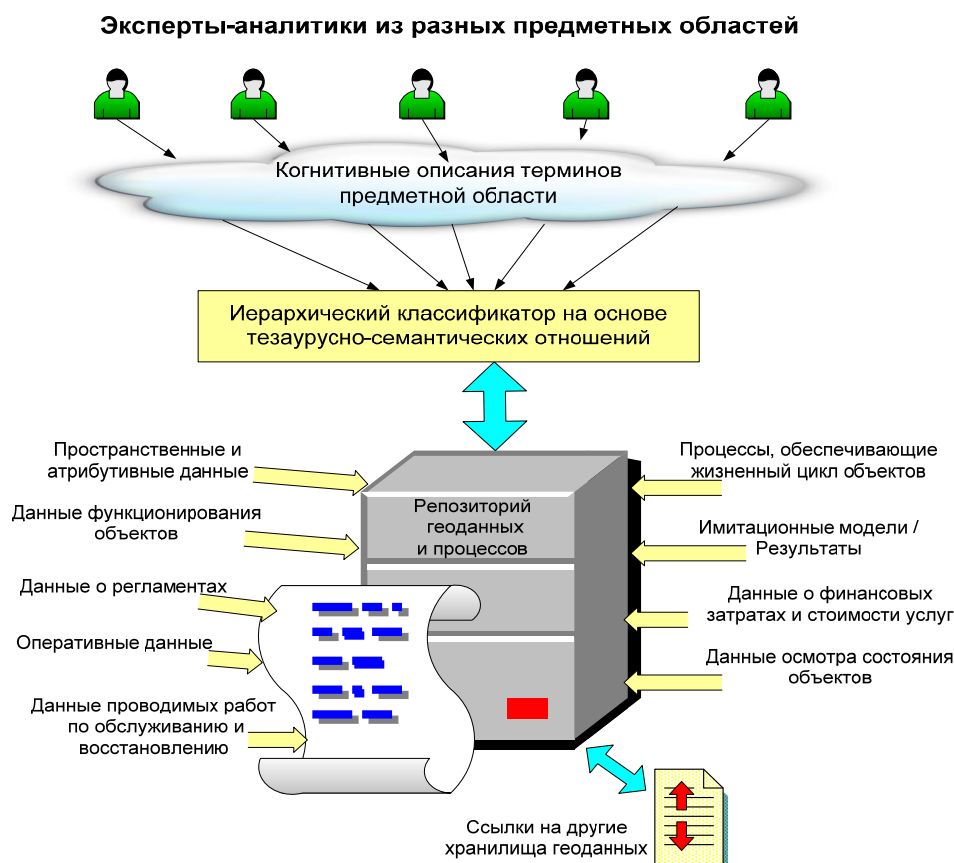 Эксперты-аналитики из разных предметных областей
Когнитивные описания терминов
предметной области
Иерархический классификатор на основе
тезаурусно-семантических отношений
Пространственные и
атрибутивные данные
Данные функционирования
объектов
Данные о регламентах
Оперативные данные
Данные проводимых работ
по обслуживанию и
восстановлению
Репозиторий
геоданных
и процессов
Процессы, обеспечивающие
жизненный цикл объектов
Имитационные модели /
Результаты
Данные о финансовых
затратах и стоимости услуг
Данные осмотра состояния
объектов
Ссылки на другие
хранилища геоданных